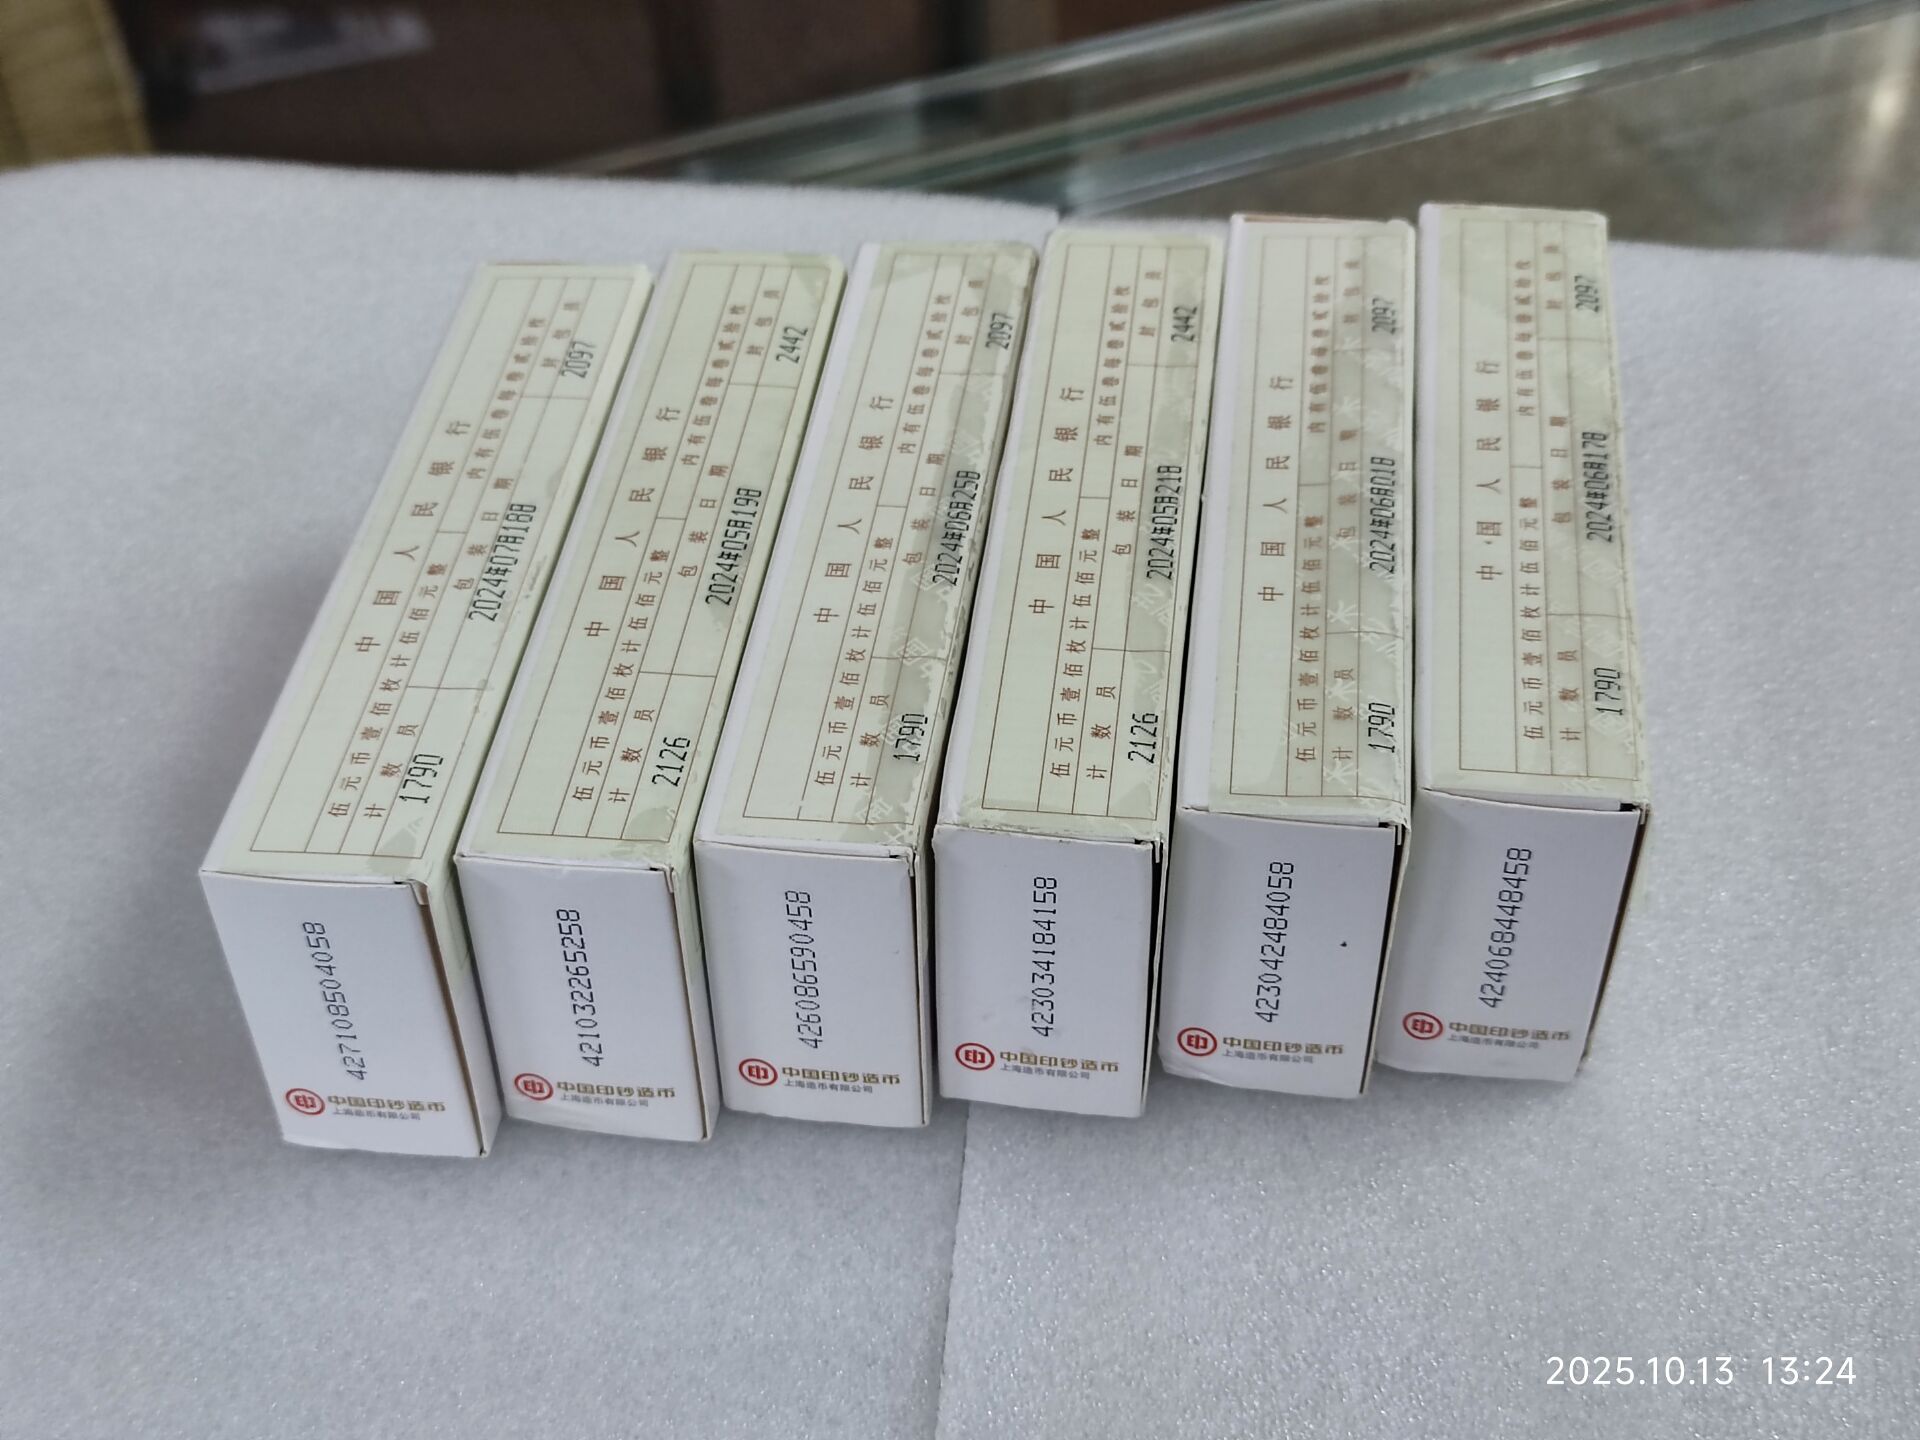 中国人民银行
伍元币壹佰枚计伍佰元整 内有伍卷每卷贰拾枚
计数员 包装日期 封包员
1790 2024年07月18日 2097
427108504058
中国印钞造币
上海造币有限公司
中国人民银行
伍元币壹佰枚计伍佰元整 内有伍卷每卷贰拾枚
计数员 包装日期 封包员
2126 2024年05月19日 2442
421032265258
中国印钞造币
上海造币有限公司
中国人民银行
伍元币壹佰枚计伍佰元整 内有伍卷每卷贰拾枚
计数员 包装日期 封包员
1790 2024年06月25日 2097
426086590458
中国印钞造币
上海造币有限公司
中国人民银行
伍元币壹佰枚计伍佰元整 内有伍卷每卷贰拾枚
计数员 包装日期 封包员
2126 2024年05月21日 2442
423034184158
中国印钞造币
上海造币有限公司
中国人民银行
伍元币壹佰枚计伍佰元整 内有伍卷每卷贰拾枚
计数员 包装日期 封包员
1790 2024年06月01日 2097
423042484058
中国印钞造币
上海造币有限公司
中国人民银行
伍元币壹佰枚计伍佰元整 内有伍卷每卷贰拾枚
计数员 包装日期 封包员
1790 2024年06月17日 2097
424068448458
中国印钞造币
上海造币有限公司
2025.10.13 13:24